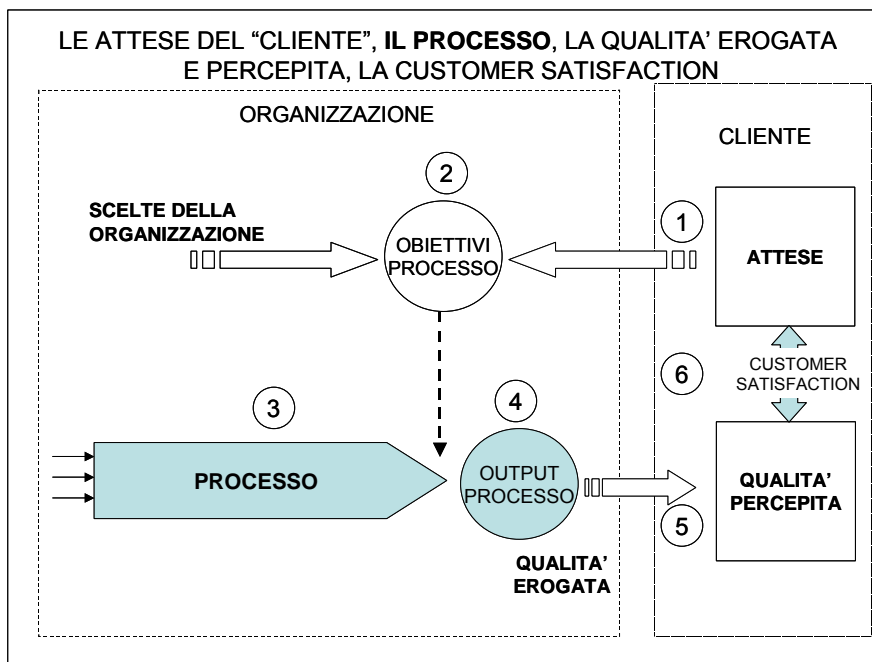 LE ATTESE DEL “CLIENTE”, IL PROCESSO, LA QUALITA’ EROGATA
E PERCEPITA, LA CUSTOMER SATISFACTION
ORGANIZZAZIONE
CLIENTE
2
SCELTE DELLA
ORGANIZZAZIONE
OBIETTIVI
PROCESSO
1
ATTESE
6
CUSTOMER
SATISFACTION
3
4
PROCESSO
OUTPUT
PROCESSO
QUALITA’
PERCEPITA
5
QUALITA’
EROGATA